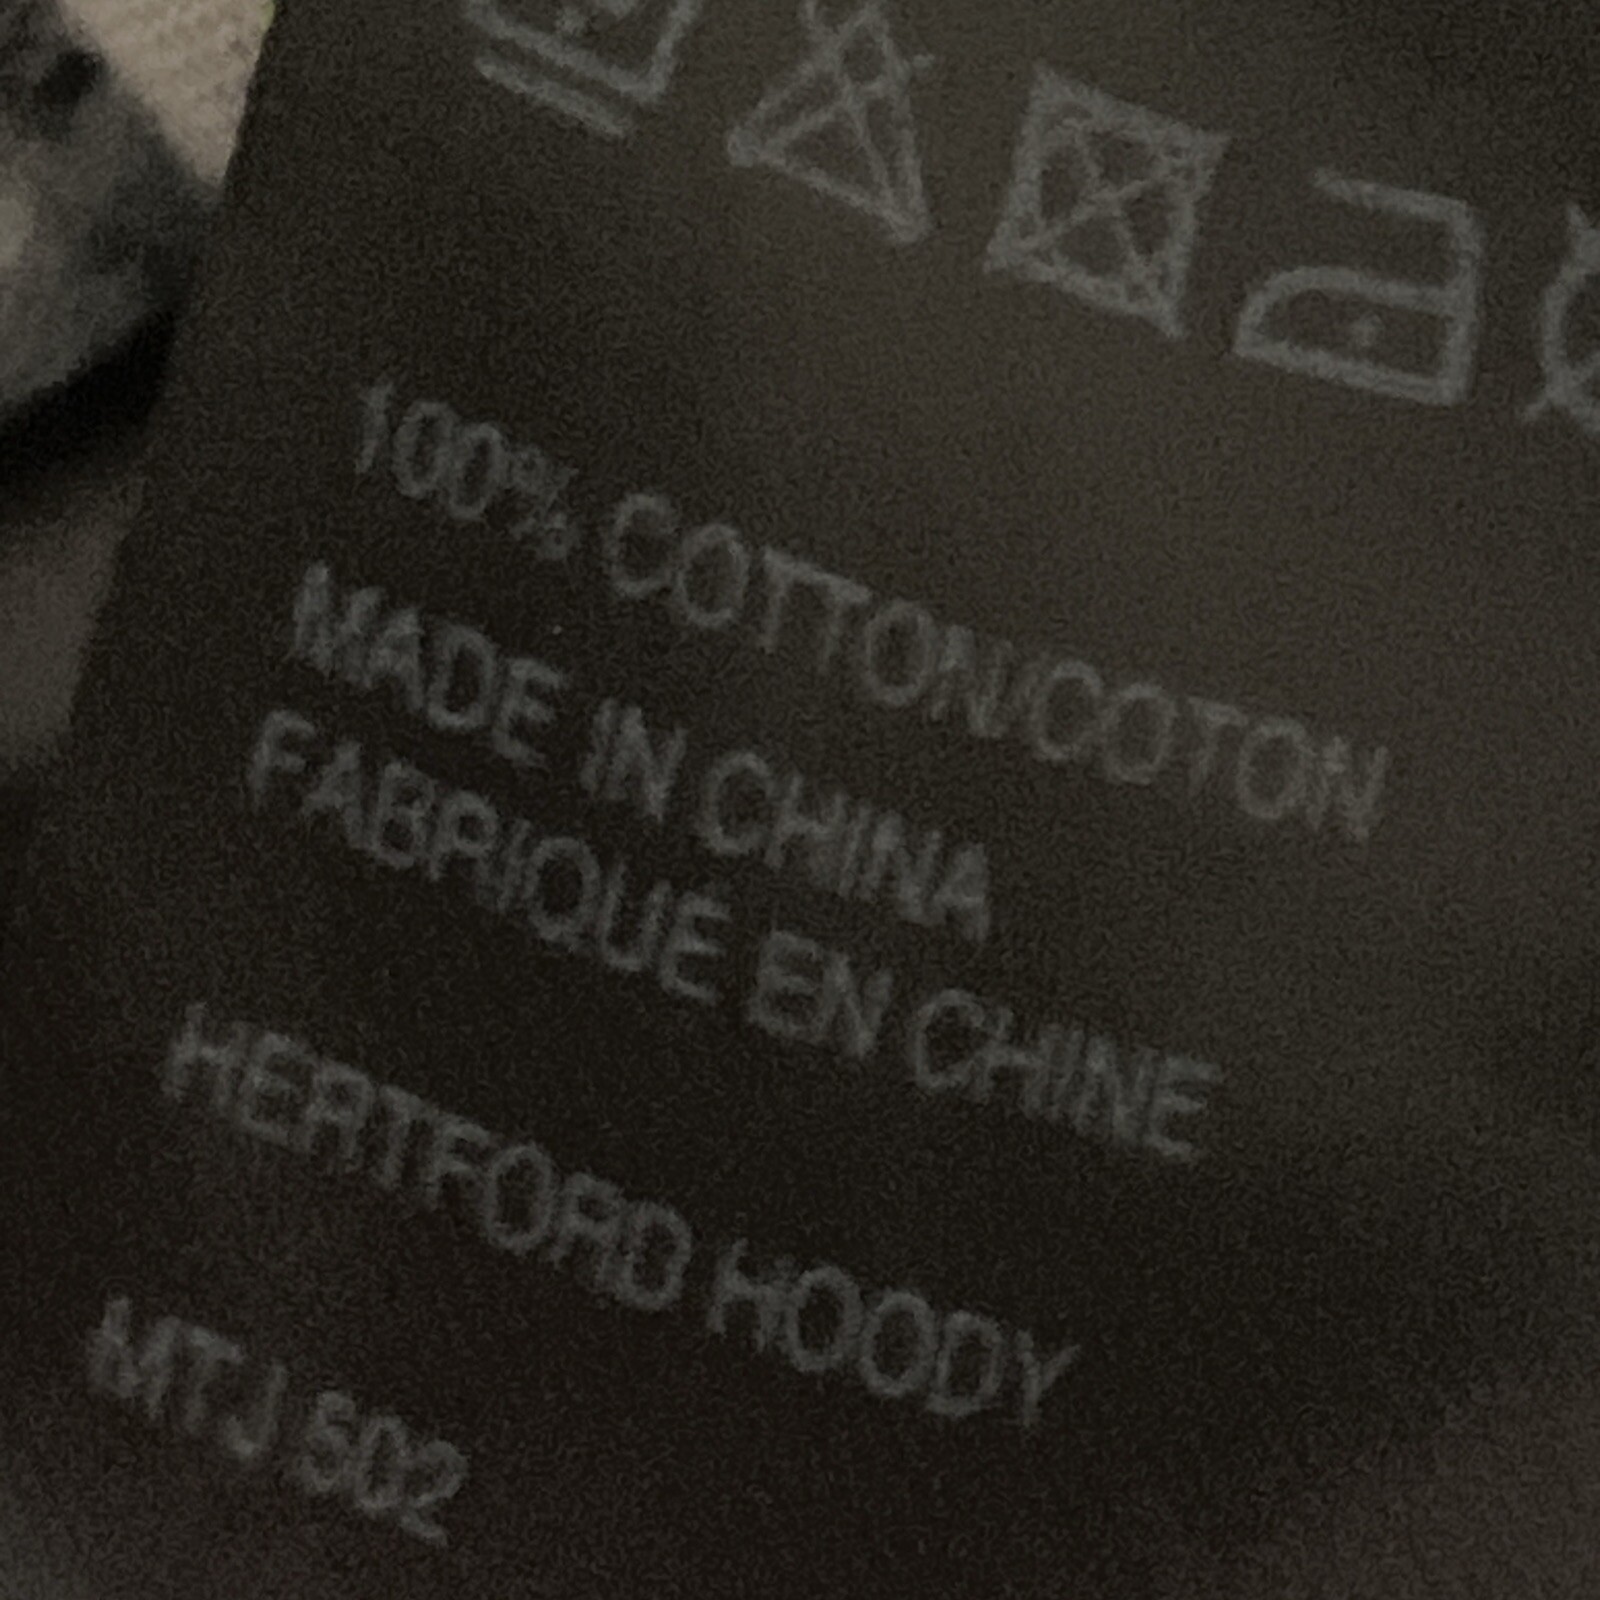 100% COTTON/COTON
MADE IN CHINA
FABRIQUE EN CHINE
HERTFORD HOODY
MTJ 502